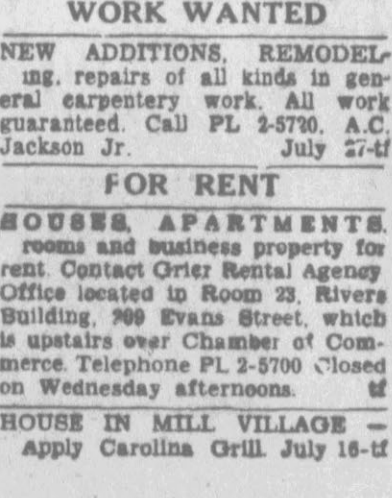 WORK WANTED
NEW ADDITIONS, REMODEL-
ing, repairs of all kinds in gen
eral carpentery work. All work
guaranteed. Call PL 2-5720. A.C.
Jackson Jr. July 27-tf
FOR RENT
HOUSES, APARTMENTS,
rooms and business property for
rent. Contact Grier Rental Agency
Office located in Room 23, Rivers
Building, 209 Evans Street, which
is upstairs over Chamber of Com-
merce. Telephone PL 2-5700 Closed
on Wednesday afternoons. tf
HOUSE IN MILL VILLAGE —
Apply Carolina Grill. July 16-tf